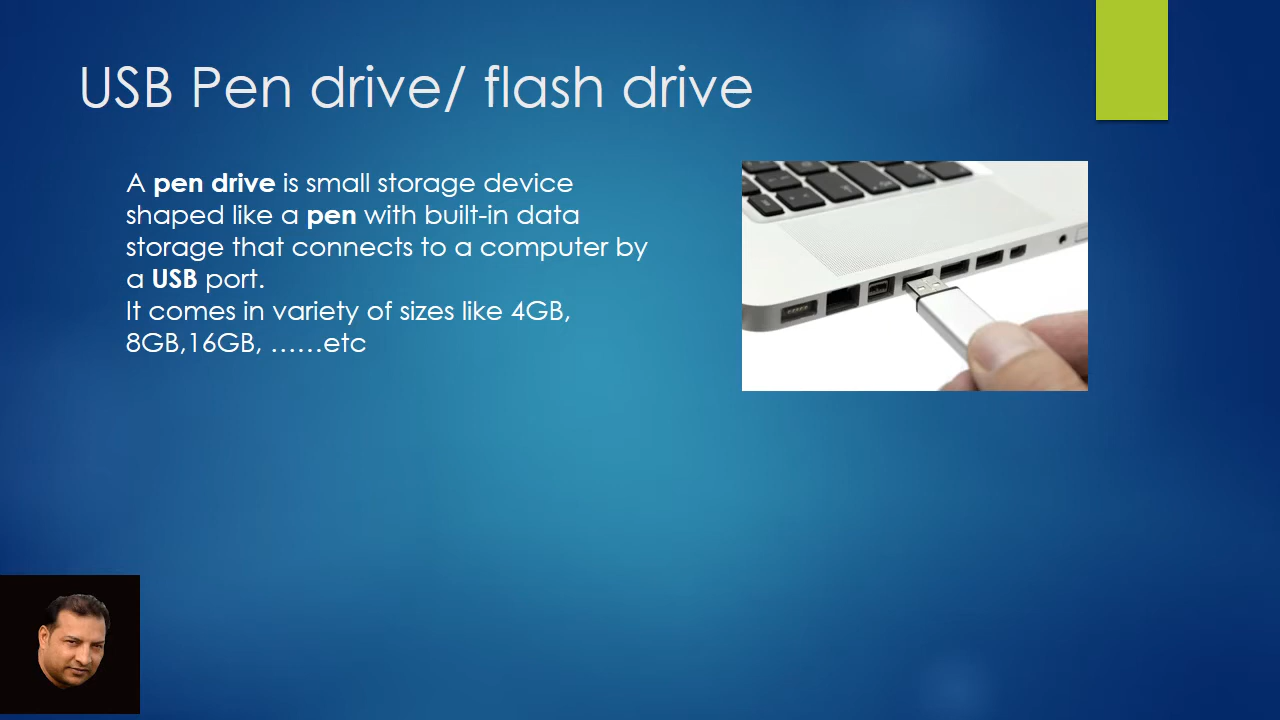 USB Pen drive/ flash drive
A pen drive is small storage device
shaped like a pen with built-in data
storage that connects to a computer by
a USB port.
It comes in variety of sizes like 4GB,
8GB,16GB, ……etc